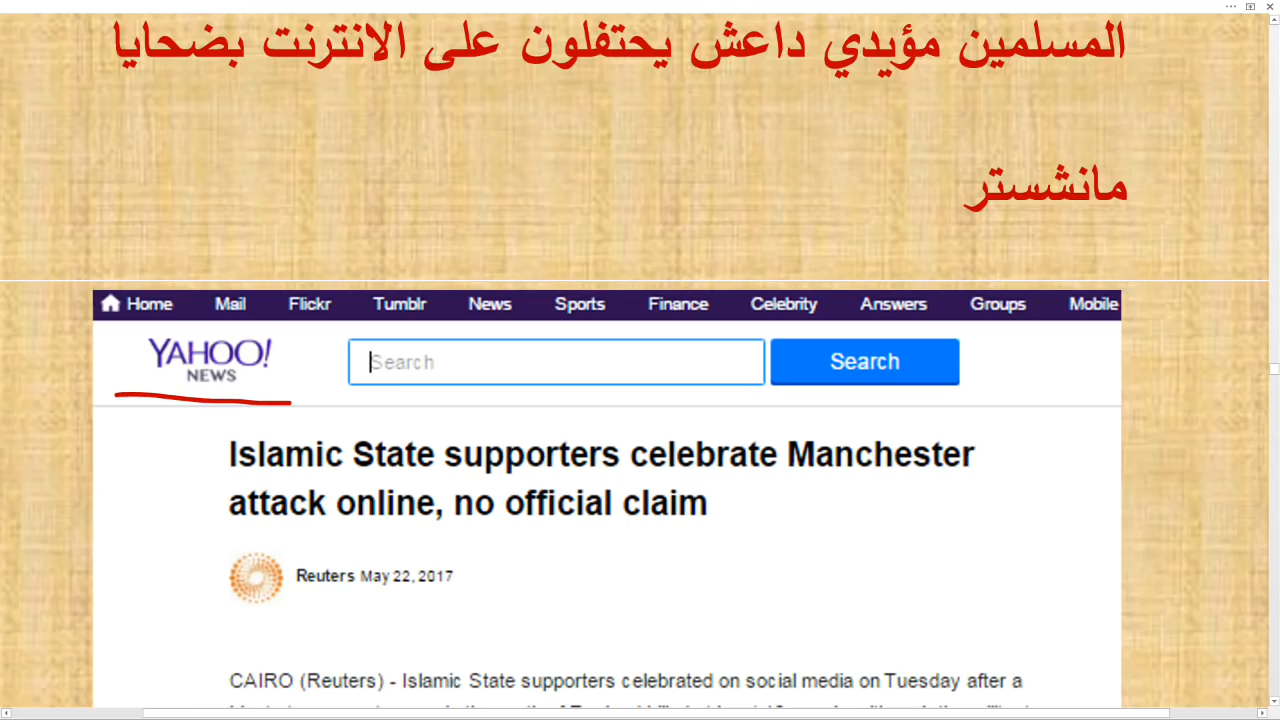 المسلمين مؤيدي داعش يحتفلون على الانترنت بضحايا
مانشستر
Home Mail Flickr Tumblr News Sports Finance Celebrity Answers Groups Mobile
YAHOO!
NEWS
Search
Search
Islamic State supporters celebrate Manchester
attack online, no official claim
Reuters May 22, 2017
CAIRO (Reuters) - Islamic State supporters celebrated on social media on Tuesday after a